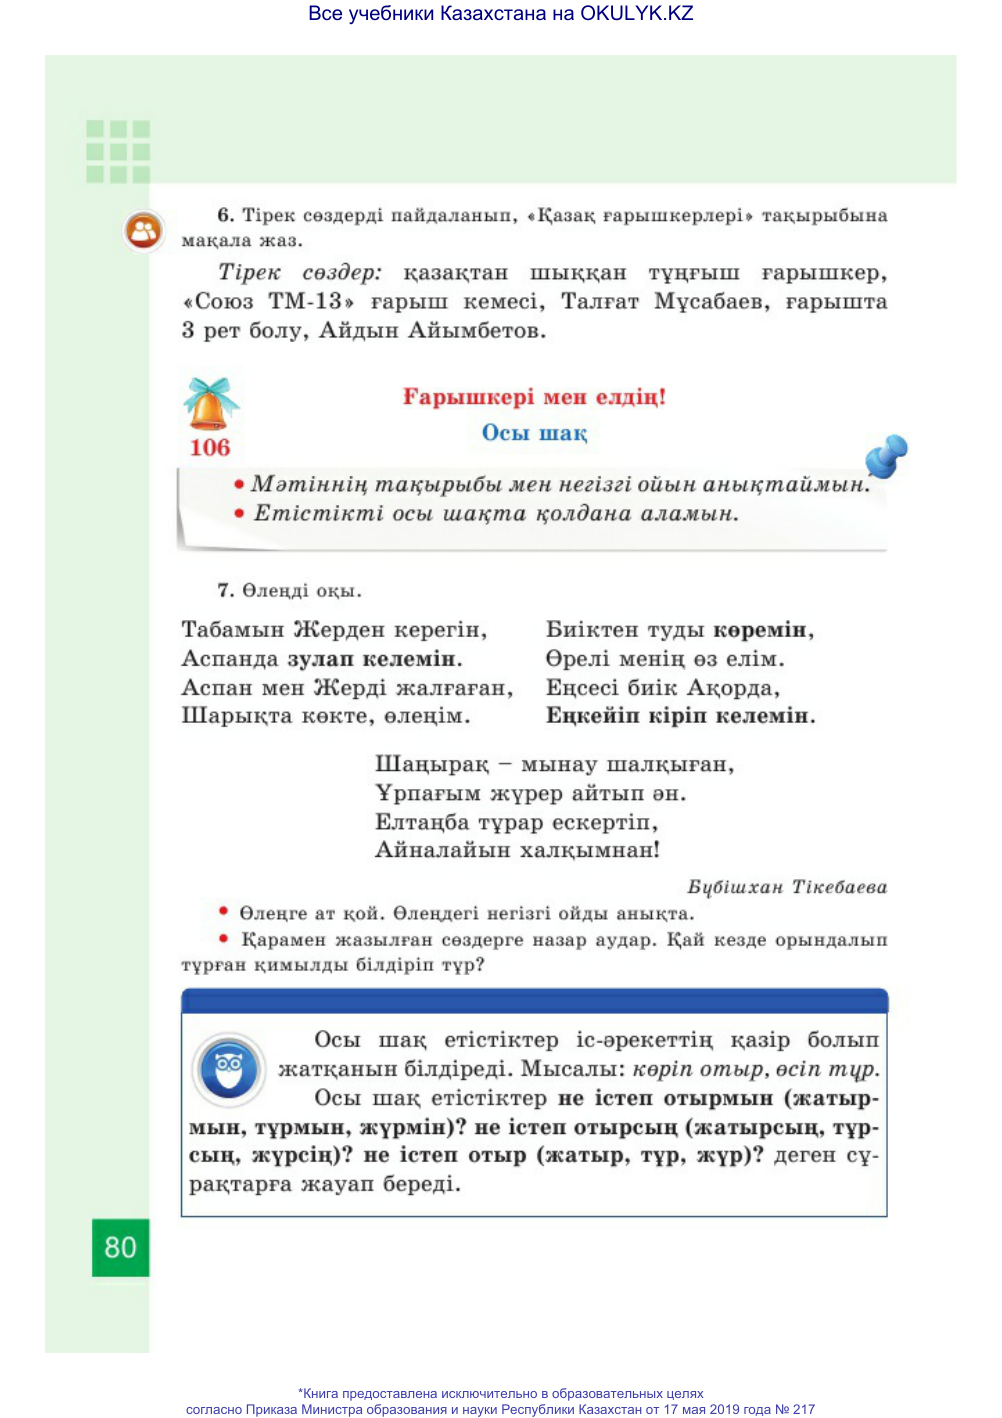 Все учебники Казахстана на OKULYK.KZ
6. Тірек сөздерді пайдаланып, «Қазақ ғарышкерлері» тақырыбына
мақала жаз.
Тірек сөздер: қазақтан шыққан тұңғыш ғарышкер,
«Союз ТМ-13» ғарыш кемесі, Талғат Мұсабаев, ғарышта
3 рет болу, Айдын Айымбетов.
106
Ғарышкері мен елдің!
Осы шақ
• Мәтіннің тақырыбы мен негізгі ойын анықтаймын.
• Етістікті осы шақта қолдана аламын.
7. Өлеңді оқы.
Табамын Жерден керегін,
Аспанда зулап келемін.
Аспан мен Жерді жалғаған,
Шарықта көкте, өлеңім.
Биіктен туды көремін,
Өрелі менің өз елім.
Еңсесі биік Ақорда,
Еңкейіп кіріп келемін.
Шаңырақ – мынау шалқыған,
Ұрпағым жүрер айтып ән.
Елтаңба тұрар ескертіп,
Айналайын халқымнан!
Бүбішхан Тікебаева
• Өлеңге ат қой. Өлеңдегі негізгі ойды анықта.
• Қарамен жазылған сөздерге назар аудар. Қай кезде орындалып
тұрған қимылды білдіріп тұр?
Осы шақ етістіктер іс-әрекеттің қазір болып
жатқанын білдіреді. Мысалы: көріп отыр, өсіп тұр.
Осы шақ етістіктер не істеп отырмын (жатыр-
мын, тұрмын, жүрмін)? не істеп отырсың (жатырсың, тұр-
сың, жүрсің)? не істеп отыр (жатыр, тұр, жүр)? деген сұ-
рақтарға жауап береді.
80
*Книга предоставлена исключительно в образовательных целях
согласно Приказа Министра образования и науки Республики Казахстан от 17 мая 2019 года № 217